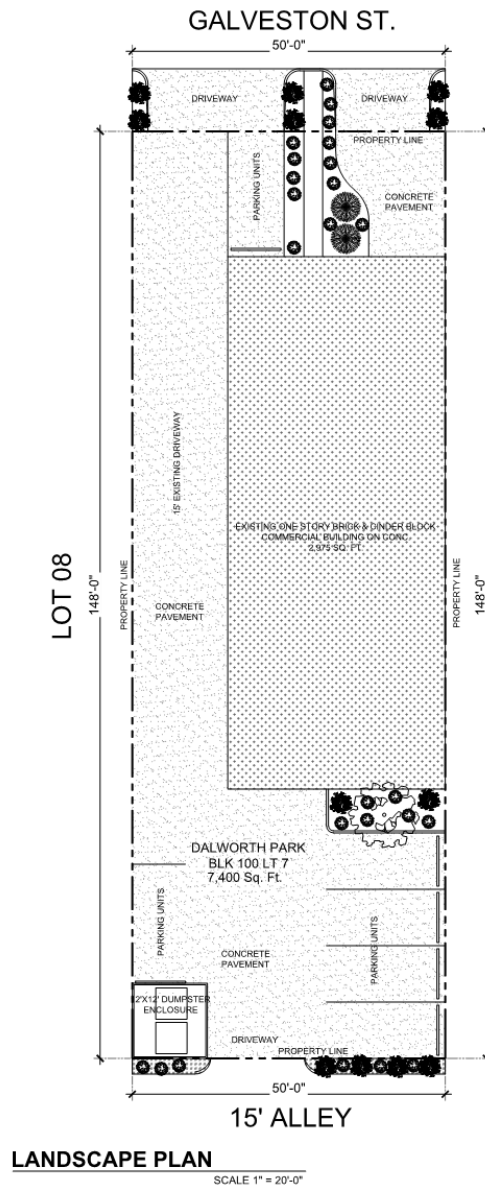 GALVESTON ST.
50'-0"
DRIVEWAY
DRIVEWAY
PROPERTY LINE
PARKING UNITS
CONCRETE
PAVEMENT
15' EXISTING DRIVEWAY
EXISTING ONE STORY BRICK & CINDER BLOCK
COMMERCIAL BUILDING ON CONC.
2,975 SQ. FT.
LOT 08
148'-0"
PROPERTY LINE
CONCRETE
PAVEMENT
PROPERTY LINE
148'-0"
DALWORTH PARK
BLK 100 LT 7
7,400 Sq. Ft.
PARKING UNITS
CONCRETE
PAVEMENT
PARKING UNITS
12'X12' DUMPSTER
ENCLOSURE
DRIVEWAY
PROPERTY LINE
50'-0"
15' ALLEY
LANDSCAPE PLAN
SCALE 1" = 20'-0"